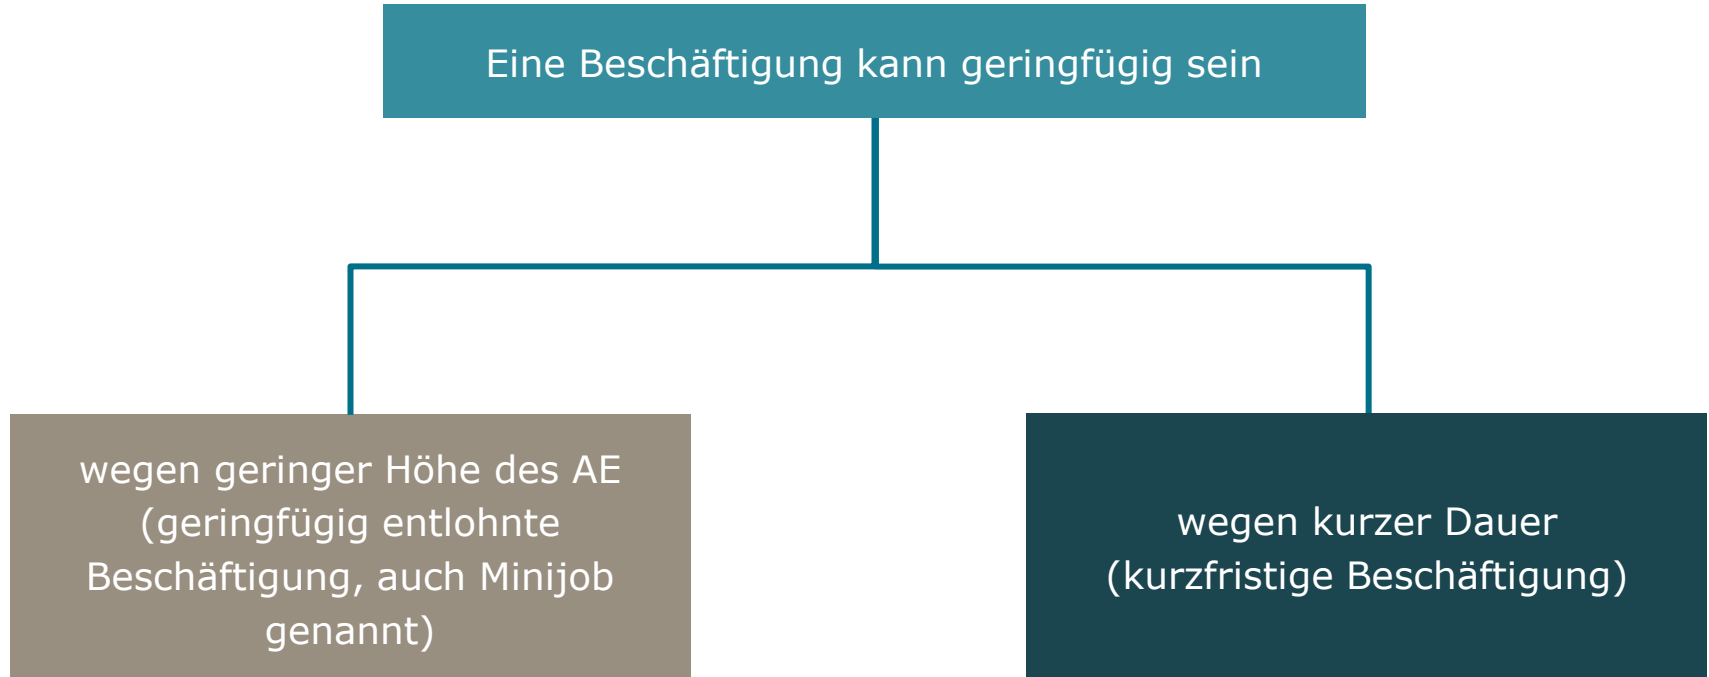 Eine Beschäftigung kann geringfügig sein
wegen geringer Höhe des AE
(geringfügig entlohnte
Beschäftigung, auch Minijob
genannt)
wegen kurzer Dauer
(kurzfristige Beschäftigung)